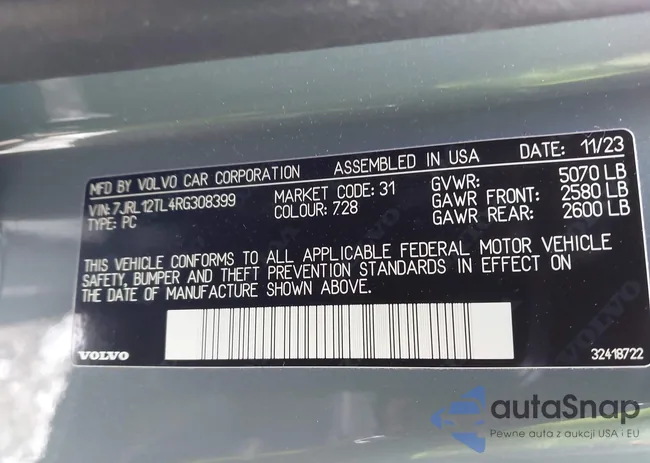 MFD BY VOLVO CAR CORPORATION ASSEMBLED IN USA DATE: 11/23
VIN: 7JRL12TL4RG308399 MARKET CODE: 31 GVWR: 5070 LB
TYPE: PC COLOUR: 728 GAWR FRONT: 2580 LB
GAWR REAR: 2600 LB
THIS VEHICLE CONFORMS TO ALL APPLICABLE FEDERAL MOTOR VEHICLE
SAFETY, BUMPER AND THEFT PREVENTION STANDARDS IN EFFECT ON
THE DATE OF MANUFACTURE SHOWN ABOVE.
VOLVO 32418722
autaSnap
Pewne auta z aukcji USA i EU